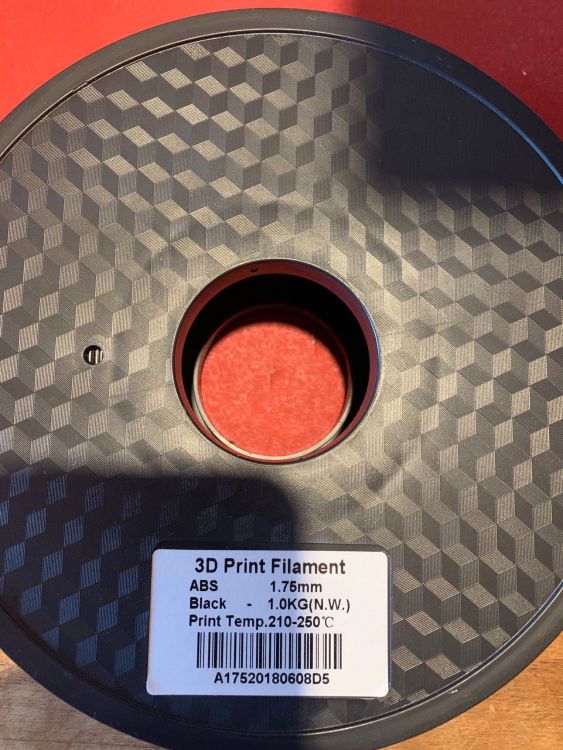 3D Print Filament
ABS 1.75mm
Black - 1.0KG(N.W.)
Print Temp.210-250℃
A17520180608D5